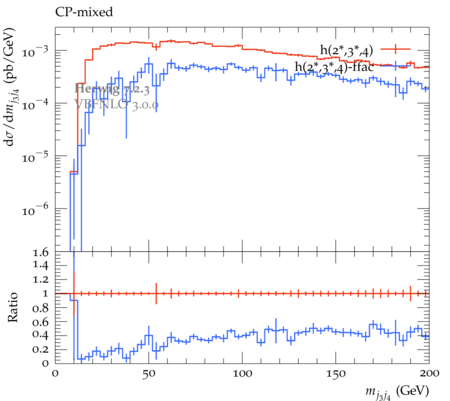 CP-mixed
dσ/dm_{j₃j₄} (pb/GeV)
10⁻³
10⁻⁴
10⁻⁵
10⁻⁶
h(2*,3*,4)
h(2*,3*,4)-ffac
Herwig 7.2.3
VBFNLO 3.0.0
Ratio
1.6
1.4
1.2
1
0.8
0.6
0.4
0.2
0
0 50 100 150 200
m_{j₃j₄} (GeV)